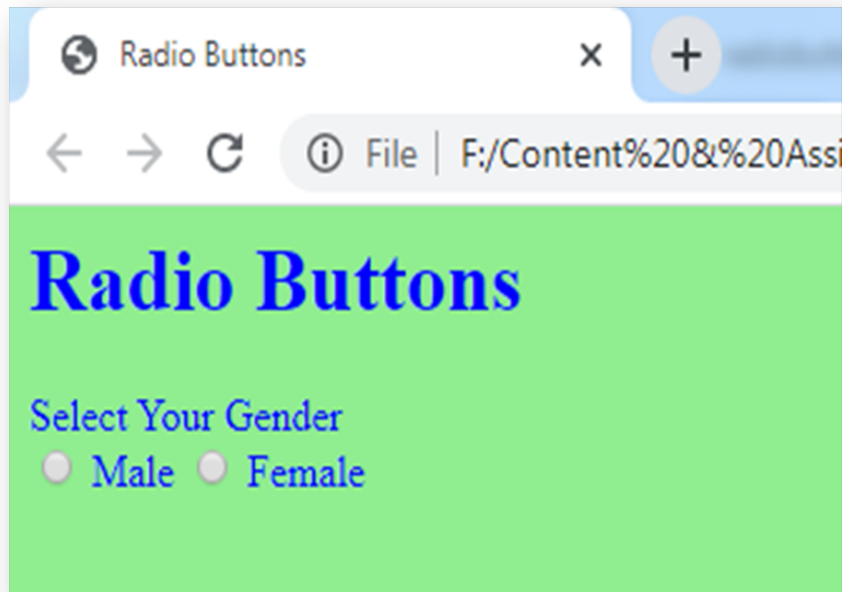 Radio Buttons
File F:/Content%20&%20Assi
Radio Buttons
Select Your Gender
Male Female